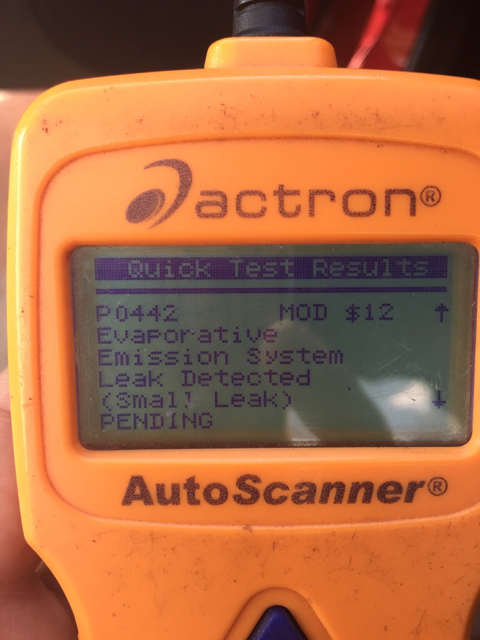 actron®
Quick Test Results
P0442 MOD $12 ↑
Evaporative
Emission System
Leak Detected
(Small Leak) ↓
PENDING
AutoScanner®